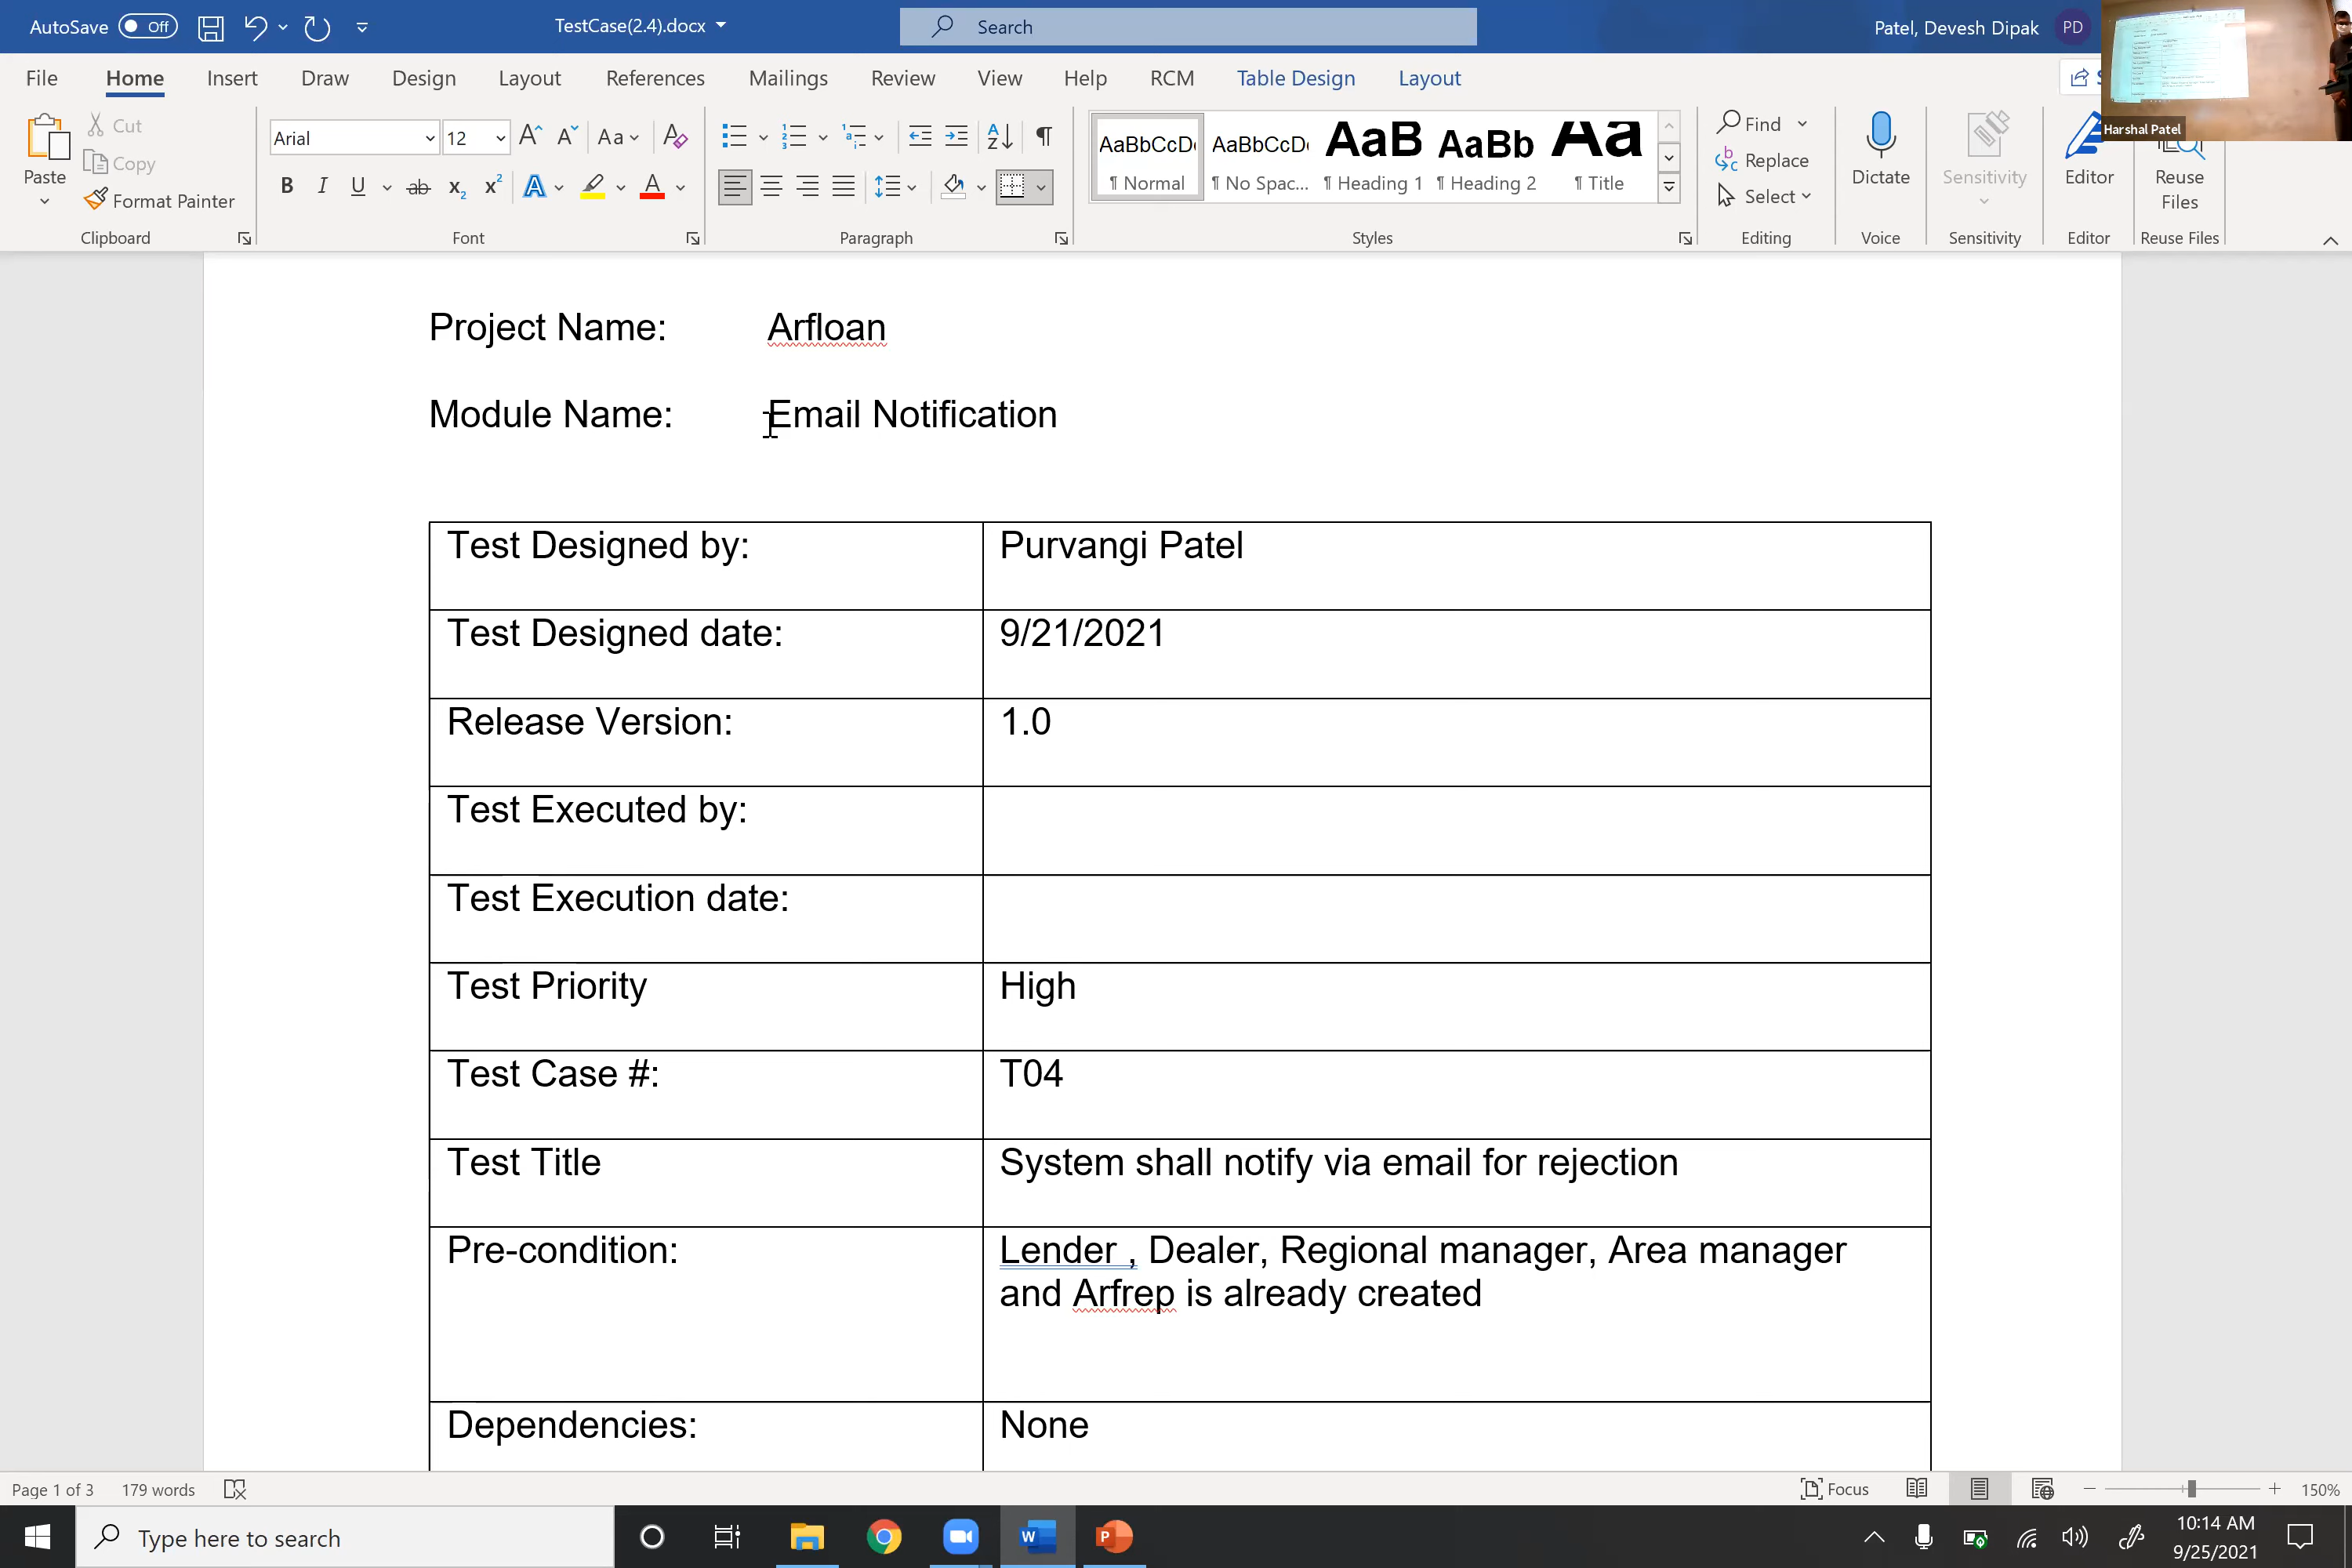 AutoSave Off TestCase(2.4).docx Search Patel, Devesh Dipak PD
File Home Insert Draw Design Layout References Mailings Review View Help RCM Table Design Layout
Paste
Cut
Copy
Format Painter
Clipboard
Arial 12
Font
Paragraph
AaBbCcDı AaBbCcDı AaB AaBb Aa
¶ Normal ¶ No Spac... ¶ Heading 1 ¶ Heading 2 ¶ Title
Styles
Find
Replace
Select
Editing
Dictate
Voice
Sensitivity
Sensitivity
Editor
Editor
Reuse Files
Reuse Files
Harshal Patel
Project Name: Arfloan
Module Name: Email Notification
Test Designed by: Purvangi Patel
Test Designed date: 9/21/2021
Release Version: 1.0
Test Executed by:
Test Execution date:
Test Priority High
Test Case #: T04
Test Title System shall notify via email for rejection
Pre-condition: Lender , Dealer, Regional manager, Area manager
and Arfrep is already created
Dependencies: None
Page 1 of 3 179 words Focus 150%
Type here to search
10:14 AM
9/25/2021